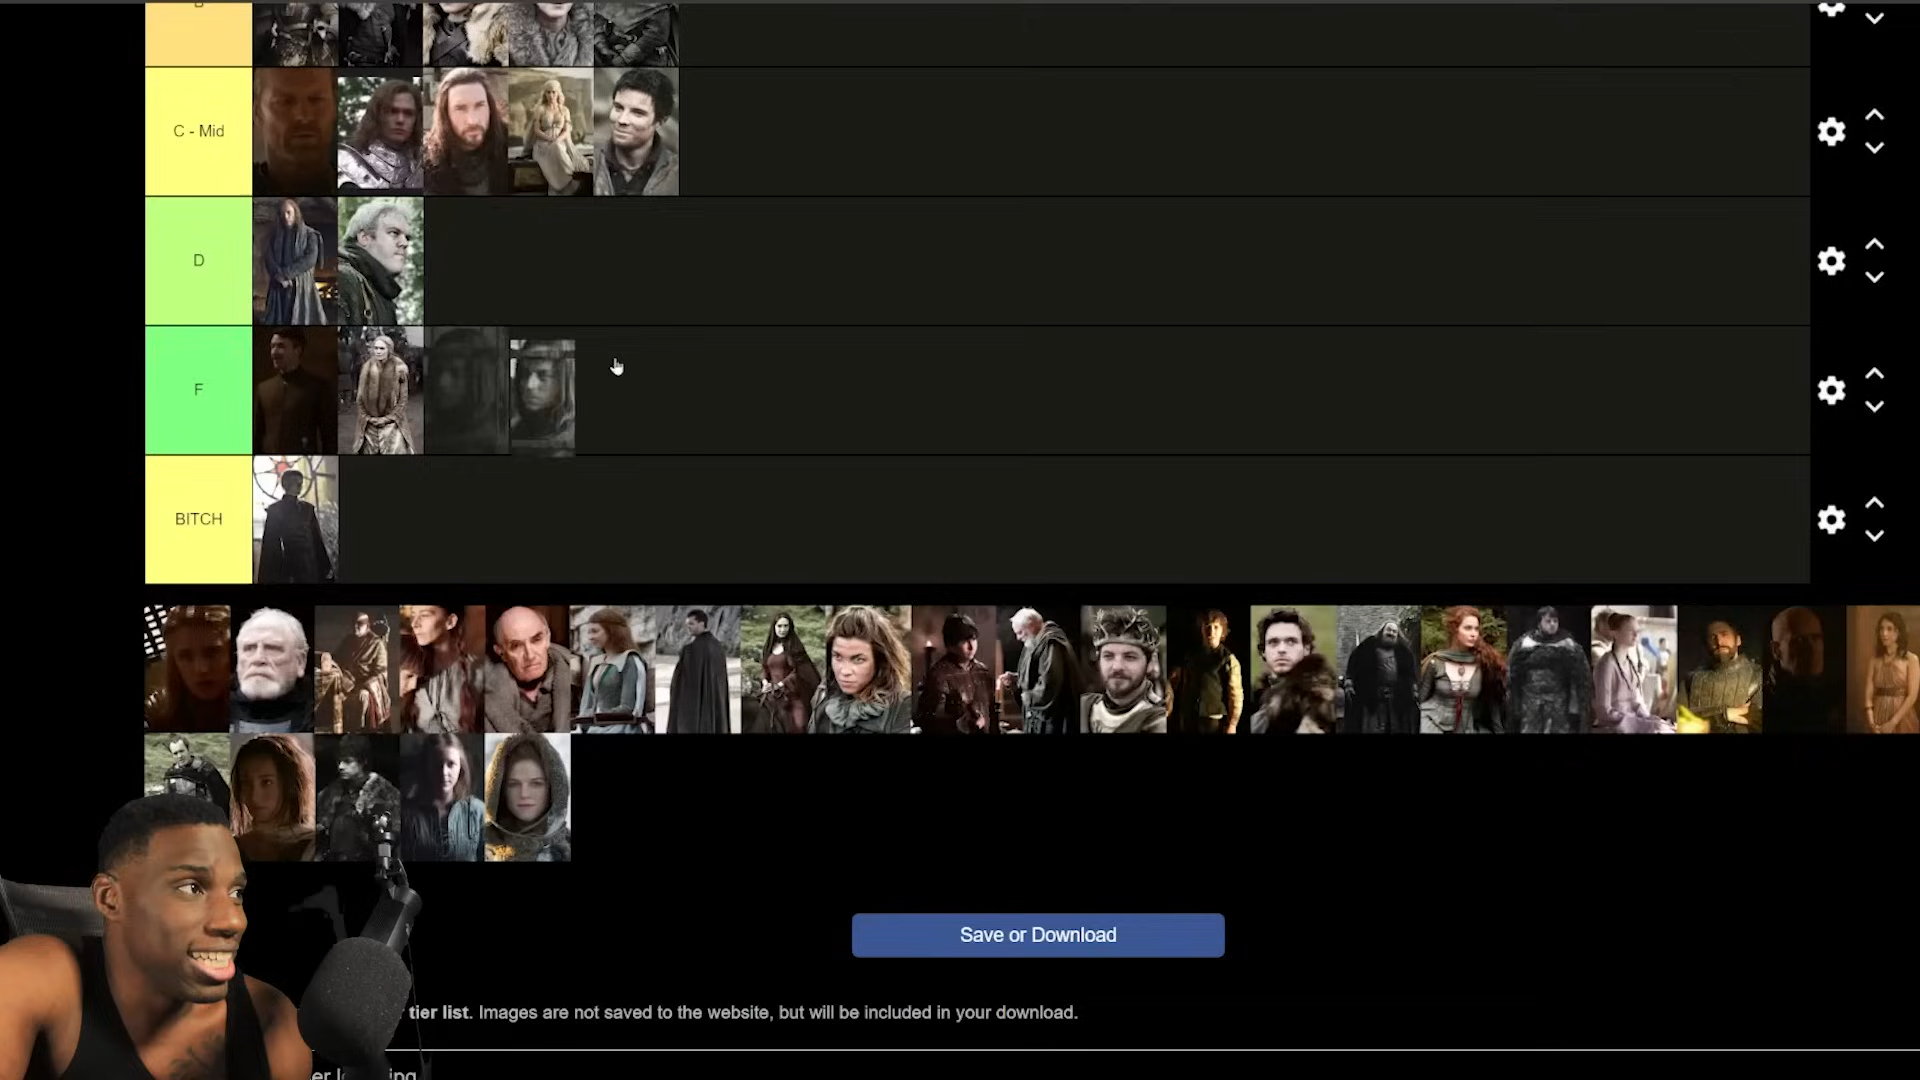 B
C - Mid
D
F
BITCH
Save or Download
tier list. Images are not saved to the website, but will be included in your download.